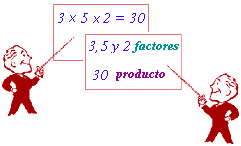 3 × 5 x 2 = 30
3, 5 y 2 factores
30 producto